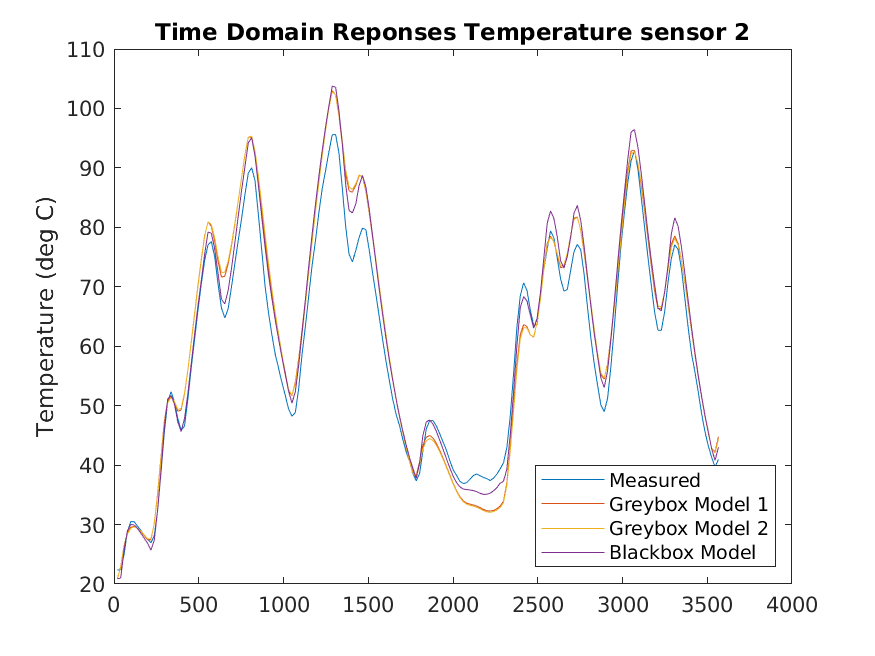 Time Domain Reponses Temperature sensor 2
110
100
90
80
70
60
50
40
30
20
Temperature (deg C)
Measured
Greybox Model 1
Greybox Model 2
Blackbox Model
0 500 1000 1500 2000 2500 3000 3500 4000